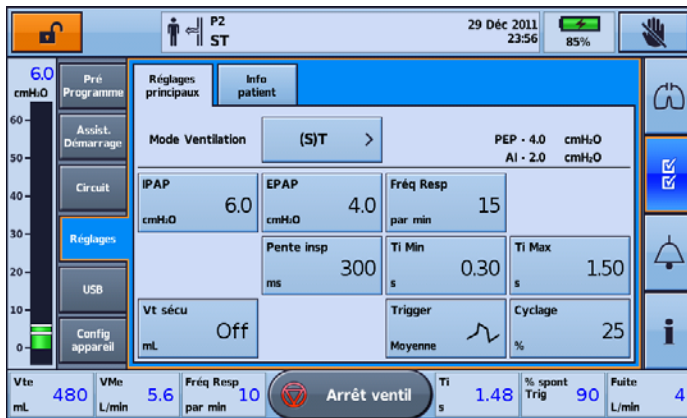 P2
ST
29 Déc 2011
23:56
85%
6.0
cmH₂O
60
50
40
30
20
10
0
Pré
Programme
Assist.
Démarrage
Circuit
Réglages
USB
Config
appareil
Réglages
principaux
Info
patient
Mode Ventilation
(S)T >
PEP - 4.0 cmH₂O
AI - 2.0 cmH₂O
IPAP
6.0
cmH₂O
EPAP
4.0
cmH₂O
Fréq Resp
15
par min
Pente insp
300
ms
Ti Min
0.30
s
Ti Max
1.50
s
Vt sécu
Off
mL
Trigger
Moyenne
Cyclage
25
%
Vte
480
mL
VMe
5.6
L/min
Fréq Resp
10
par min
Arrêt ventil
Ti
1.48
s
% spont
Trig
90
Fuite
4
L/min